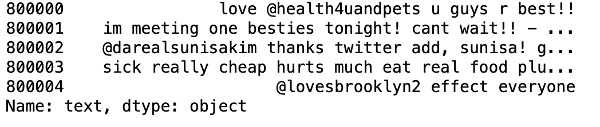 800000 love @health4uandpets u guys r best!!
800001 im meeting one besties tonight! cant wait!! - ...
800002 @darealsunisakim thanks twitter add, sunisa! g...
800003 sick really cheap hurts much eat real food plu...
800004 @lovesbrooklyn2 effect everyone
Name: text, dtype: object